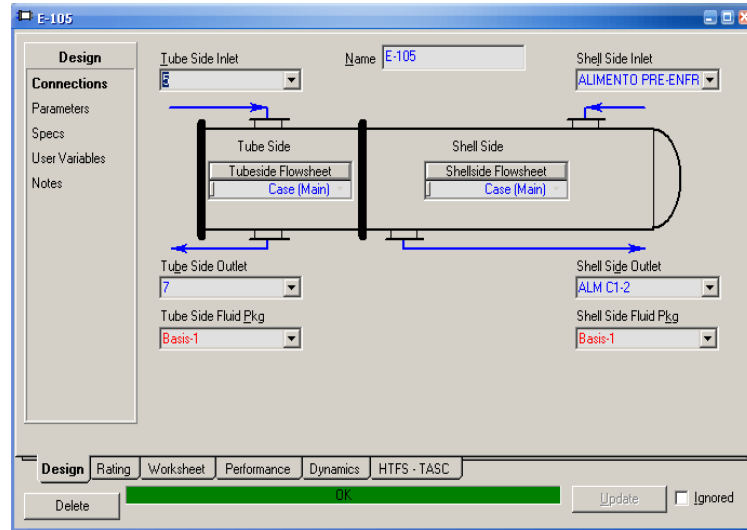 E-105
Design
Connections
Parameters
Specs
User Variables
Notes
Tube Side Inlet
Name E-105
Shell Side Inlet
ALIMENTO PRE-ENFR
Tube Side
Shell Side
Tubeside Flowsheet
Shellside Flowsheet
Case (Main)
Case (Main)
Tube Side Outlet
Shell Side Outlet
7
ALM C1-2
Tube Side Fluid Pkg
Shell Side Fluid Pkg
Basis-1
Basis-1
Design Rating Worksheet Performance Dynamics HTFS - TASC
Delete
OK
Update
Ignored